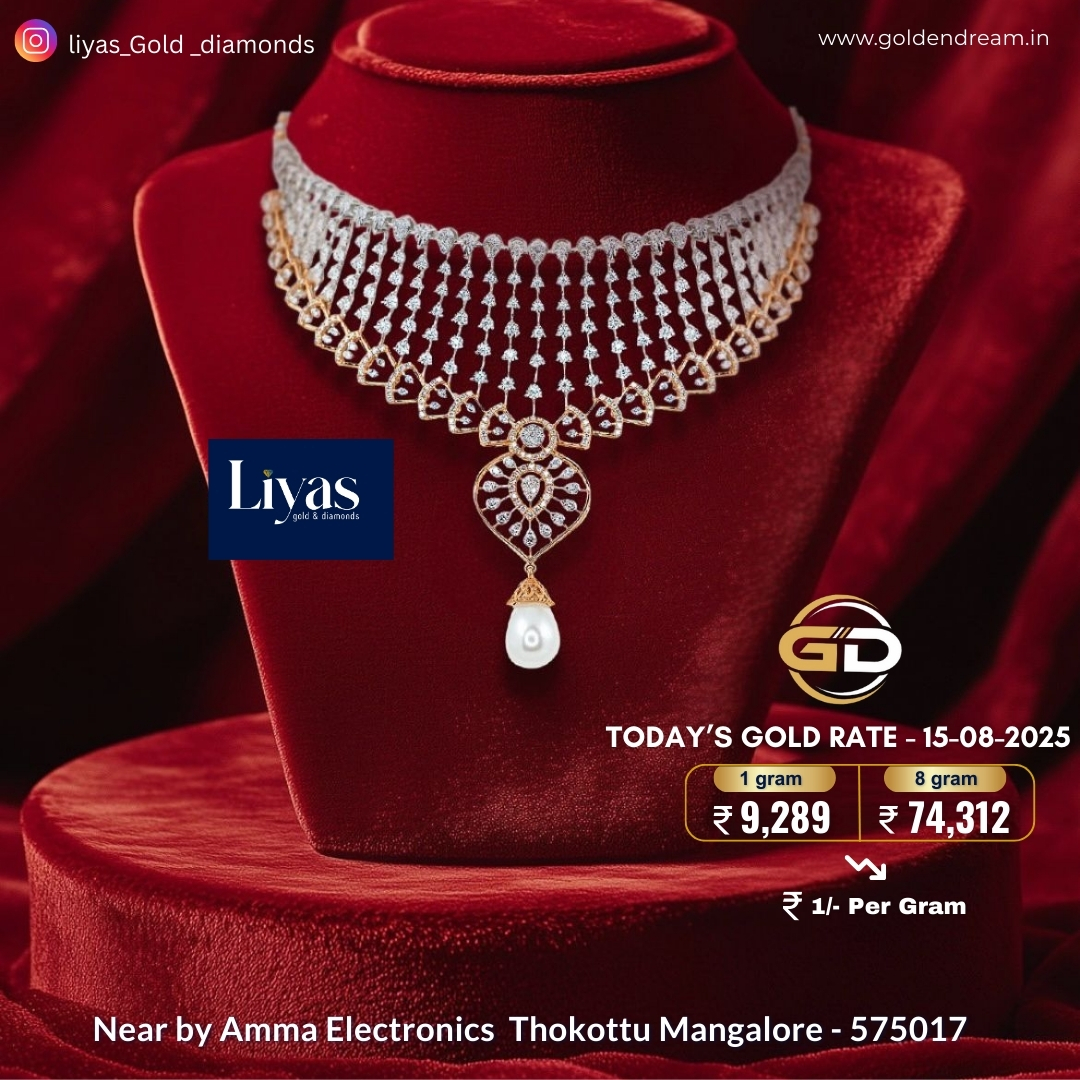 liyas_Gold _diamonds
www.goldendream.in
Liyas
gold & diamonds
GD
TODAY'S GOLD RATE - 15-08-2025
1 gram
8 gram
₹ 9,289
₹ 74,312
₹ 1/- Per Gram
Near by Amma Electronics Thokottu Mangalore - 575017